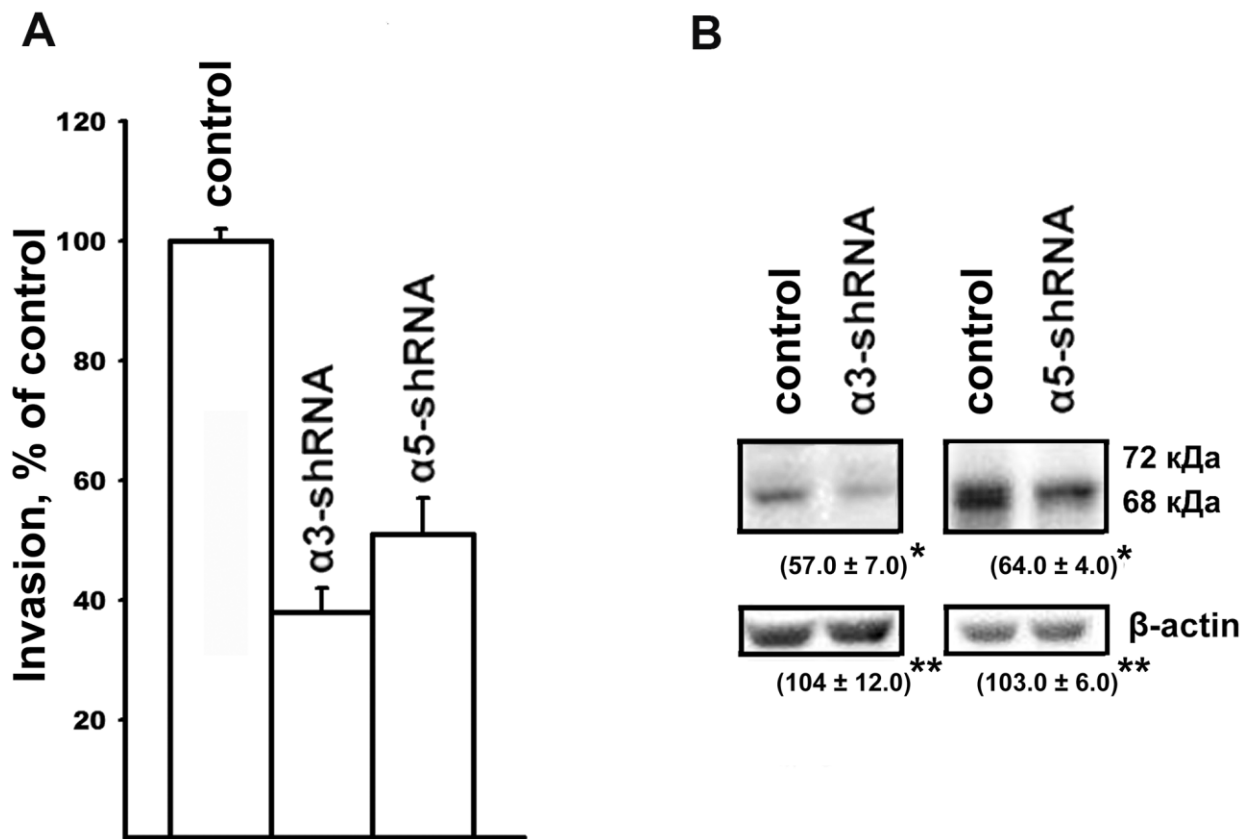 A
Invasion, % of control
120
100
80
60
40
20
control
α3-shRNA
α5-shRNA
B
control
α3-shRNA
control
α5-shRNA
72 кДа
68 кДа
(57.0 ± 7.0)*
(64.0 ± 4.0)*
β-actin
(104 ± 12.0)**
(103.0 ± 6.0)**